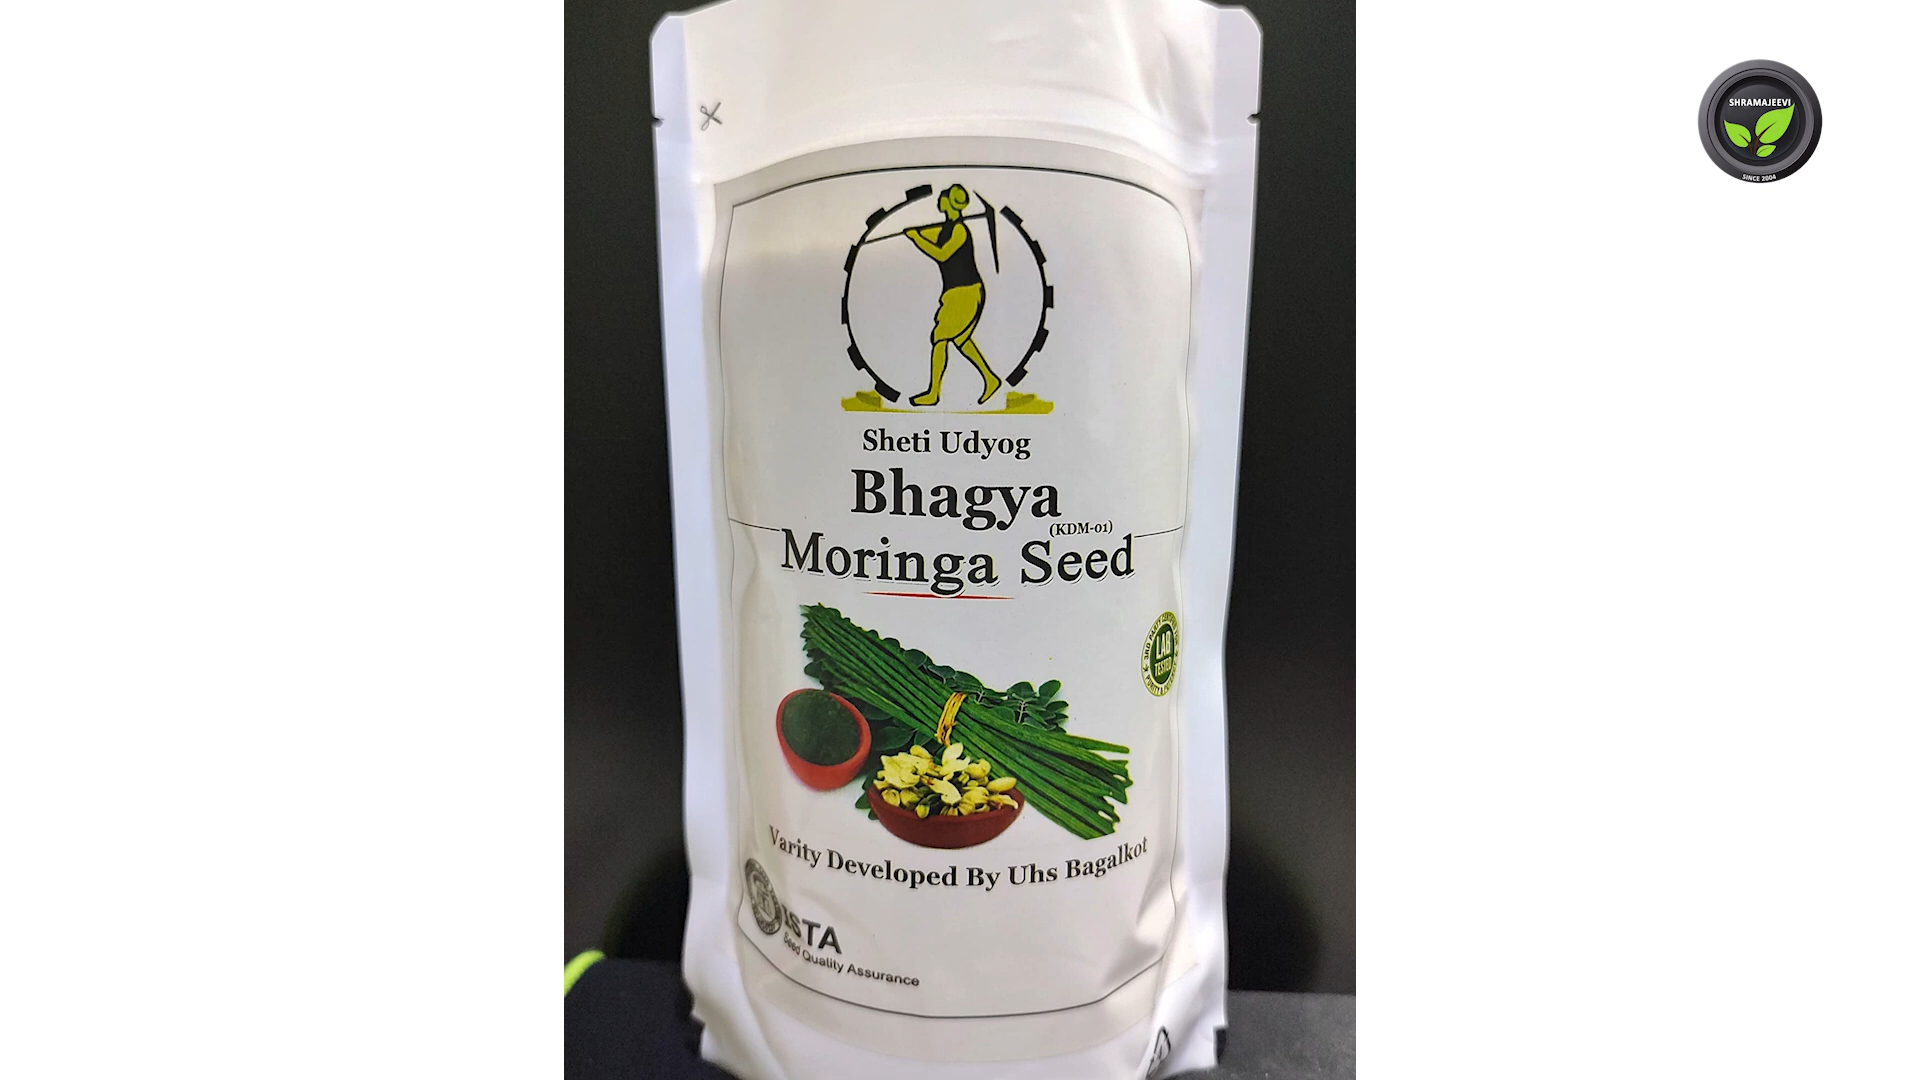 SHRAMAJEEVI
SINCE 2004
Sheti Udyog
Bhagya
(KDM-01)
Moringa Seed
LAB
TESTED
Varity Developed By Uhs Bagalkot
ISTA
Seed Quality Assurance